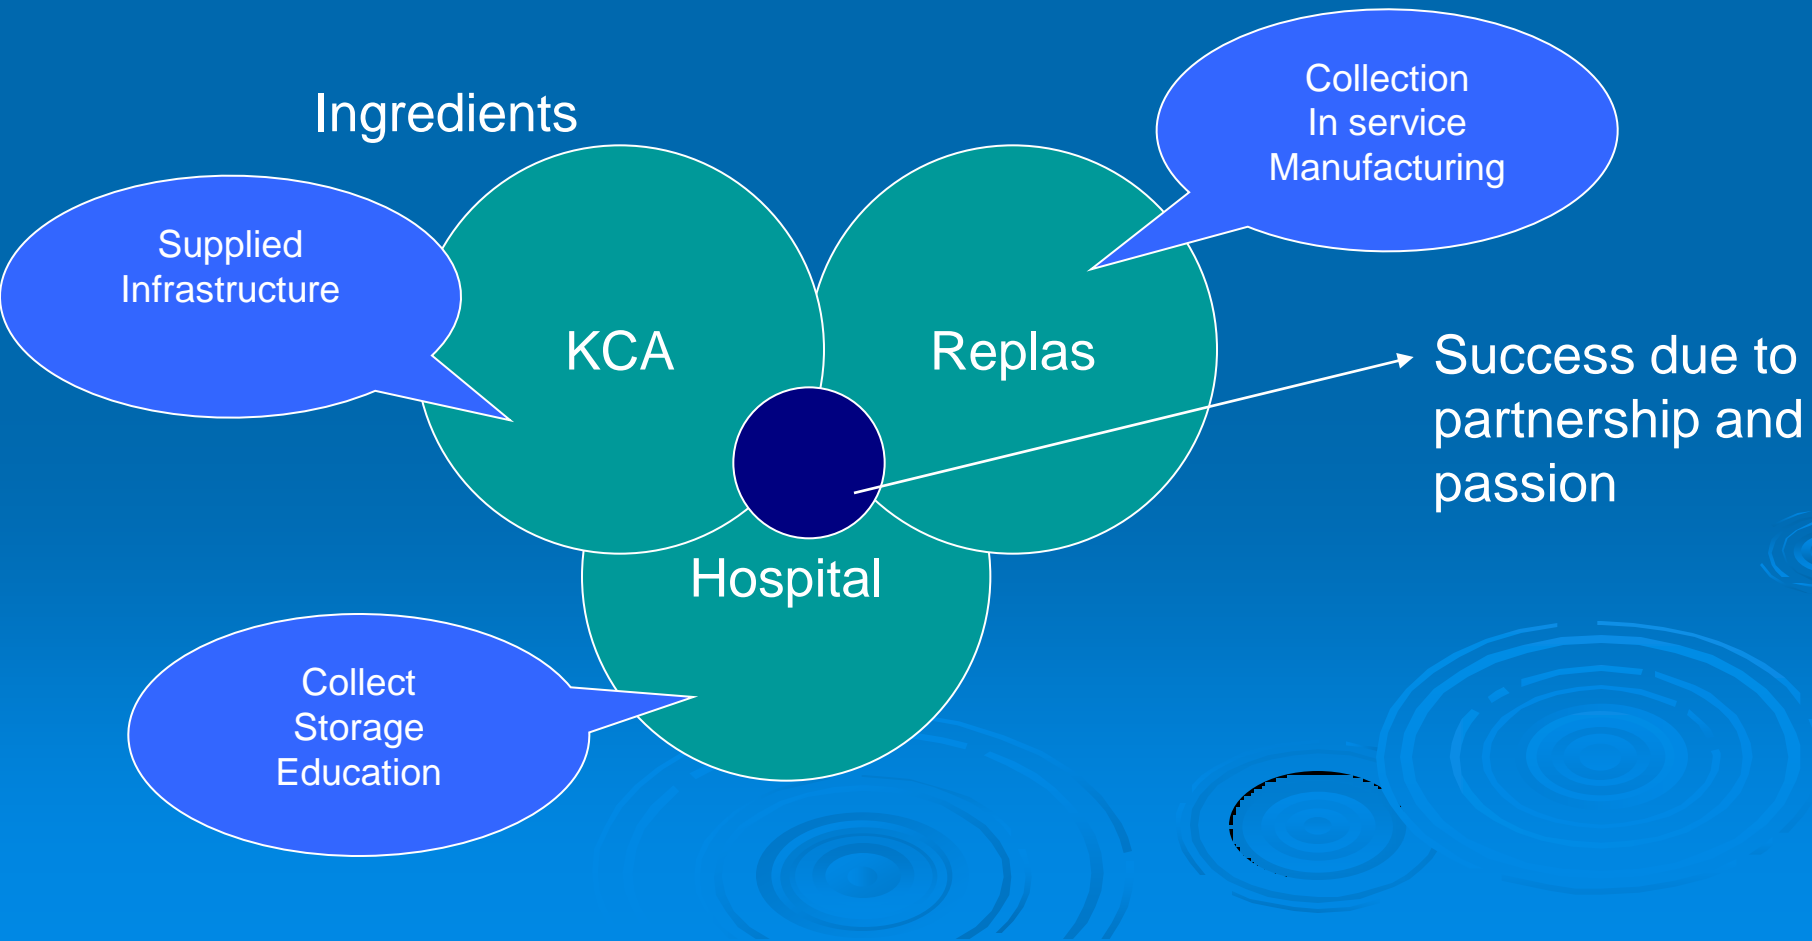 Ingredients
Collection
In service
Manufacturing
Supplied
Infrastructure
KCA
Replas
Success due to
partnership and
passion
Hospital
Collect
Storage
Education